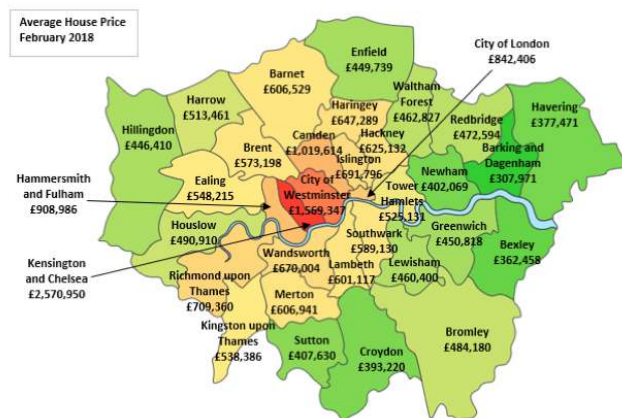 Average House Price
February 2018
City of London
£842,406
Enfield
£449,739
Barnet
£606,529
Waltham
Forest
£462,827
Haringey
£647,289
Harrow
£513,461
Redbridge
£472,594
Havering
£377,471
Hillingdon
£446,410
Camden
£1,019,614
Hackney
£625,132
Brent
£573,198
Islington
£691,796
Barking and
Dagenham
£307,971
Newham
£402,069
Hammersmith
and Fulham
£908,986
Ealing
£548,215
City of
Westminster
£1,569,347
Tower
Hamlets
£525,131
Houslow
£490,910
Southwark
£589,130
Greenwich
£450,818
Bexley
£362,458
Kensington
and Chelsea
£2,570,950
Wandsworth
£670,004
Lambeth
£601,117
Lewisham
£460,400
Richmond upon
Thames
£709,360
Merton
£606,941
Kingston upon
Thames
£538,386
Sutton
£407,630
Croydon
£393,220
Bromley
£484,180